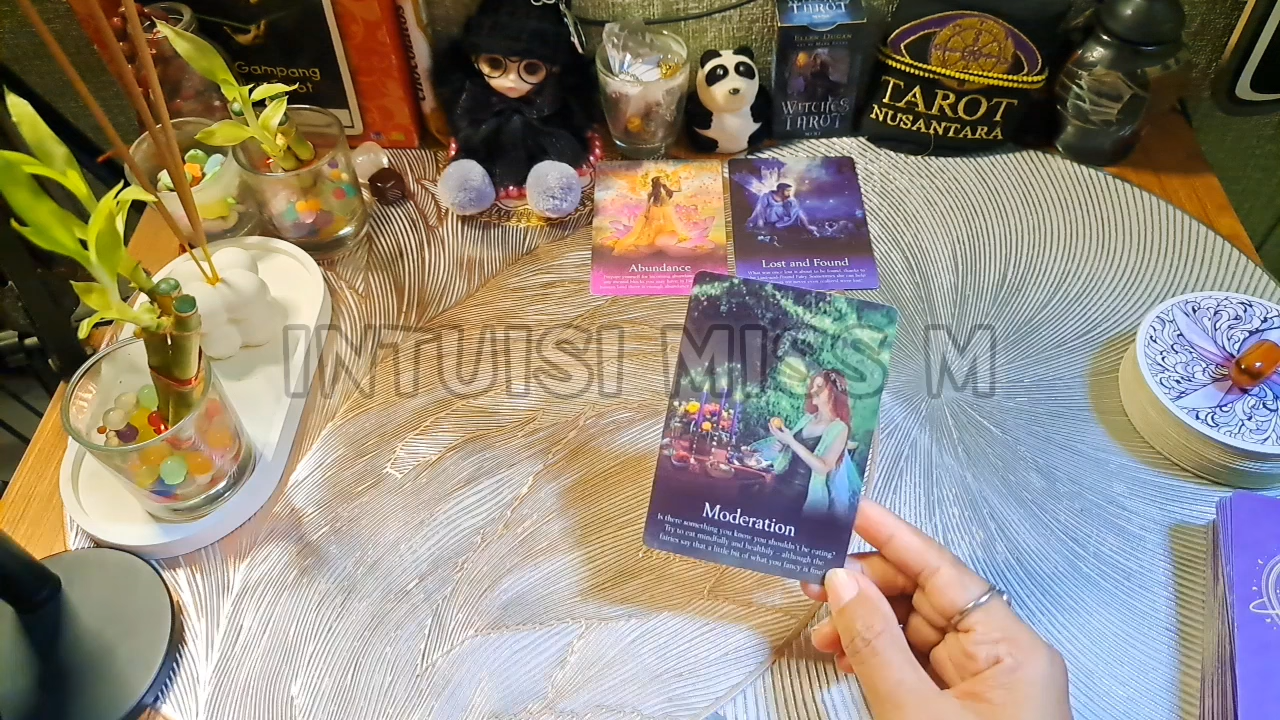 Gampang
TAROT
ELLEN DUGAN
WITCHES
TAROT
MINI
TAROT
NUSANTARA
Abundance
Lost and Found
INTUISI MISS M
Moderation
Is there something you know you shouldn't be eating?
Try to eat mindfully and healthily – although the
fairies say that a little bit of what you fancy is fine!